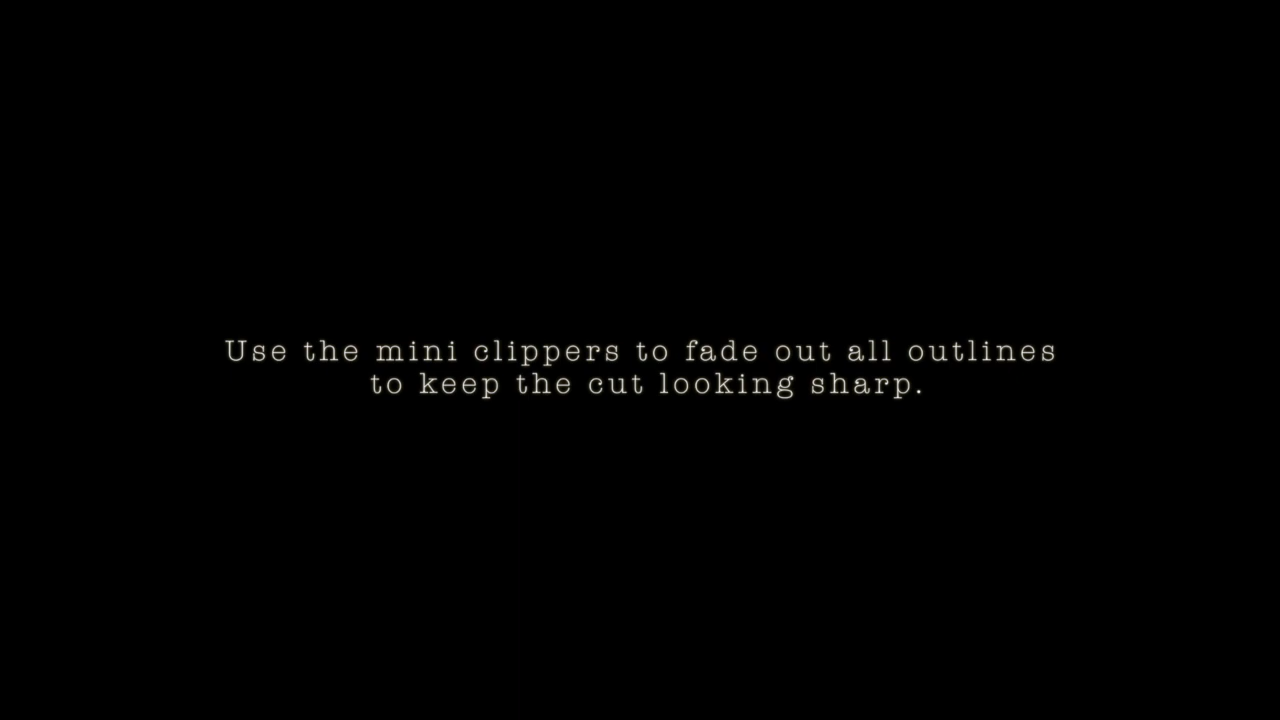 Use the mini clippers to fade out all outlines
to keep the cut looking sharp.